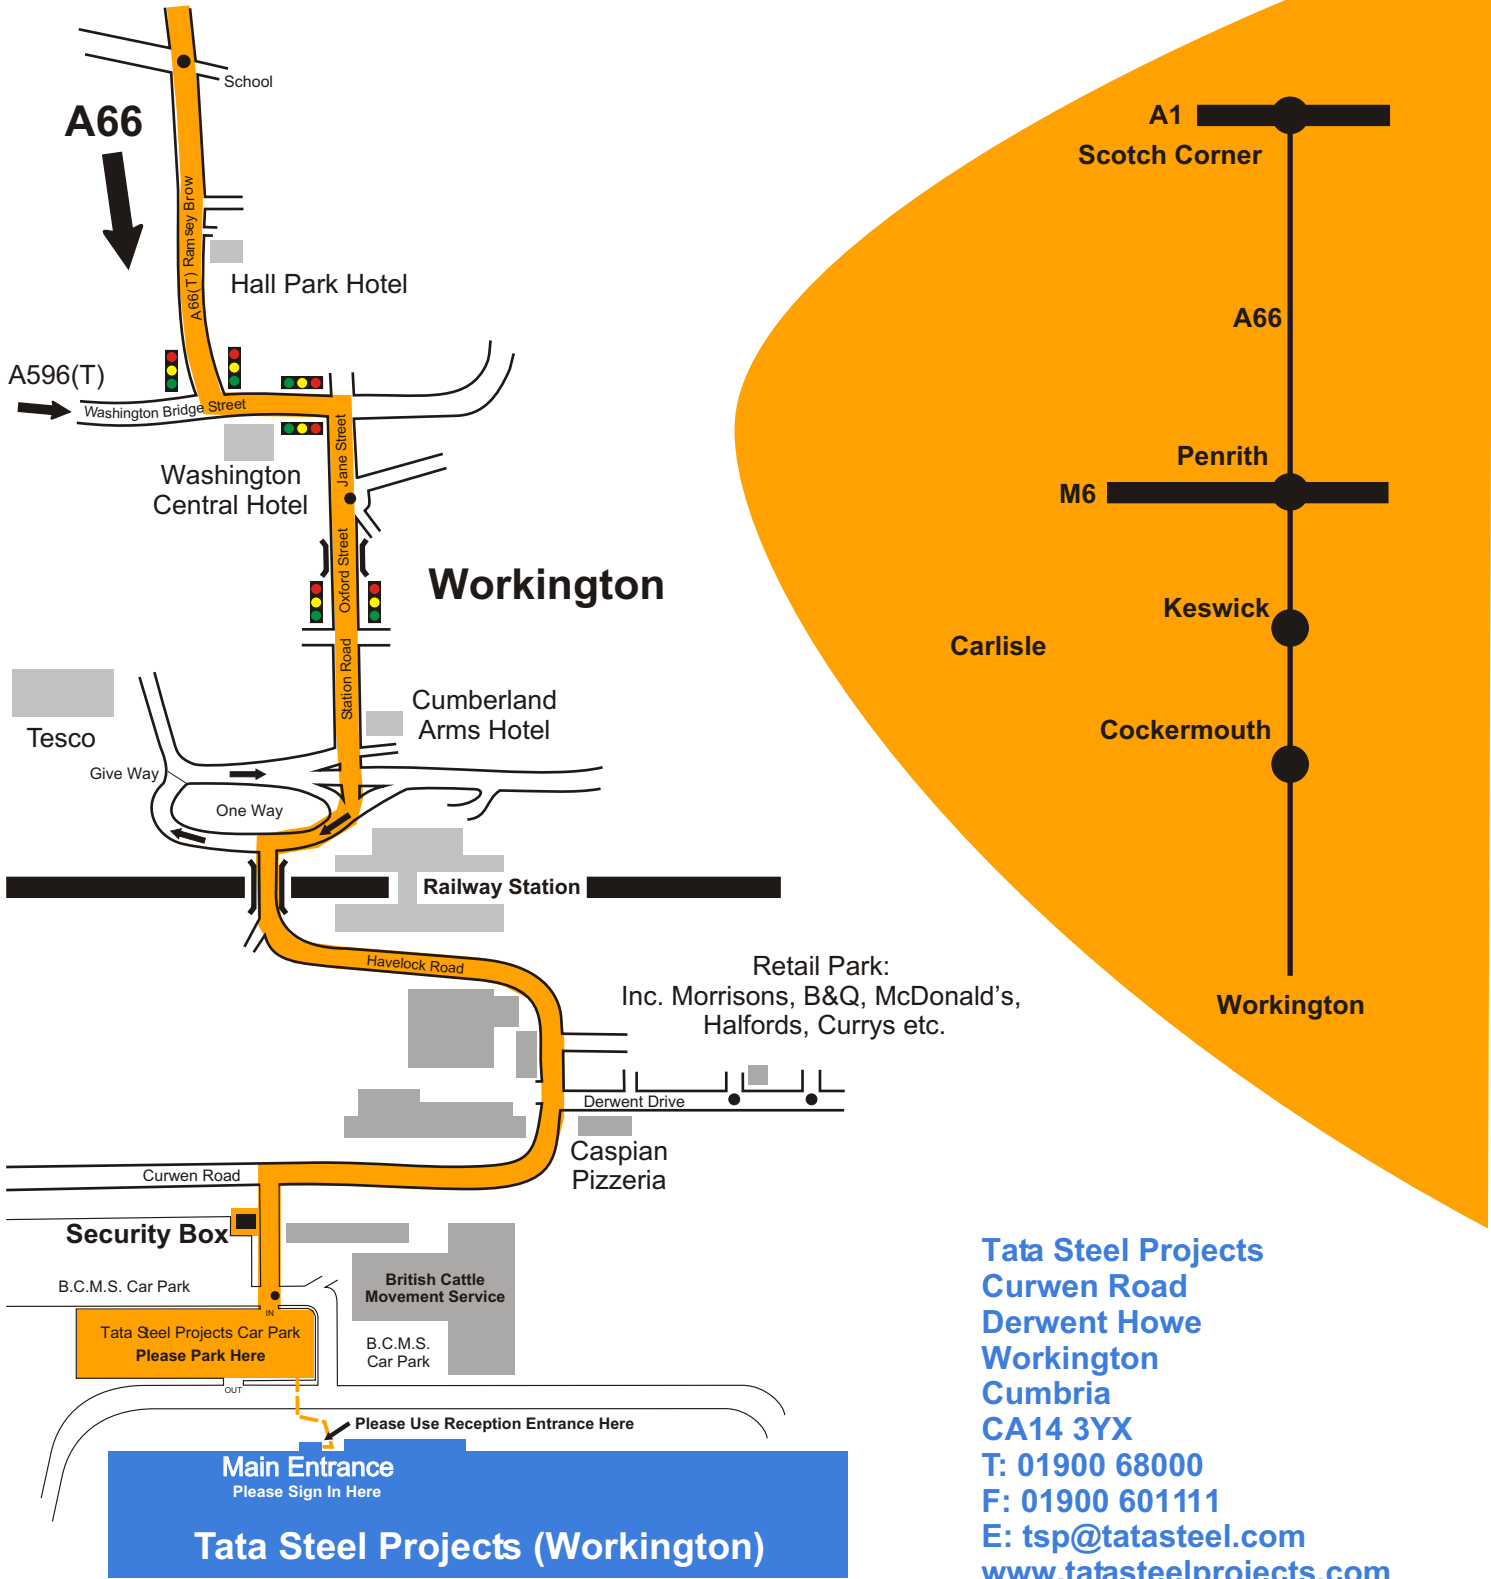 School
A66
A66(T) Ramsey Brow
Hall Park Hotel
A596(T)
Washington Bridge Street
Jane Street
Washington
Central Hotel
Oxford Street
Workington
Station Road
Cumberland
Arms Hotel
Tesco
Give Way
One Way
Railway Station
Havelock Road
Retail Park:
Inc. Morrisons, B&Q, McDonald's,
Halfords, Currys etc.
Derwent Drive
Caspian
Pizzeria
Curwen Road
Security Box
B.C.M.S. Car Park
British Cattle
Movement Service
IN
Tata Steel Projects Car Park
Please Park Here
B.C.M.S.
Car Park
OUT
Please Use Reception Entrance Here
Main Entrance
Please Sign In Here
Tata Steel Projects (Workington)
A1
Scotch Corner
A66
Penrith
M6
Keswick
Carlisle
Cockermouth
Workington
Tata Steel Projects
Curwen Road
Derwent Howe
Workington
Cumbria
CA14 3YX
T: 01900 68000
F: 01900 601111
E: tsp@tatasteel.com
www.tatasteelprojects.com